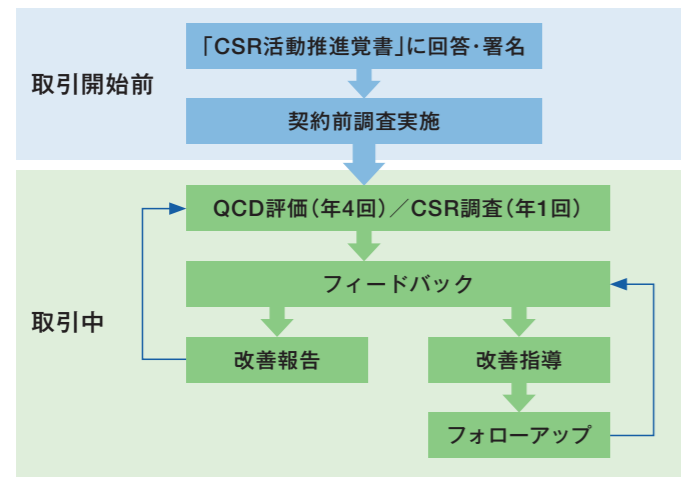 取引開始前
「CSR活動推進覚書」に回答・署名
契約前調査実施
取引中
QCD評価（年4回）／CSR調査（年1回）
フィードバック
改善報告
改善指導
フォローアップ